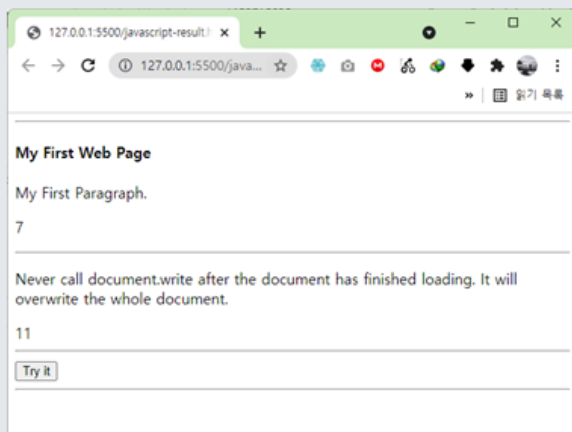 127.0.0.1:5500/javascript-result.h
127.0.0.1:5500/java...
» 읽기 목록
My First Web Page
My First Paragraph.
7
Never call document.write after the document has finished loading. It will
overwrite the whole document.
11
Try it